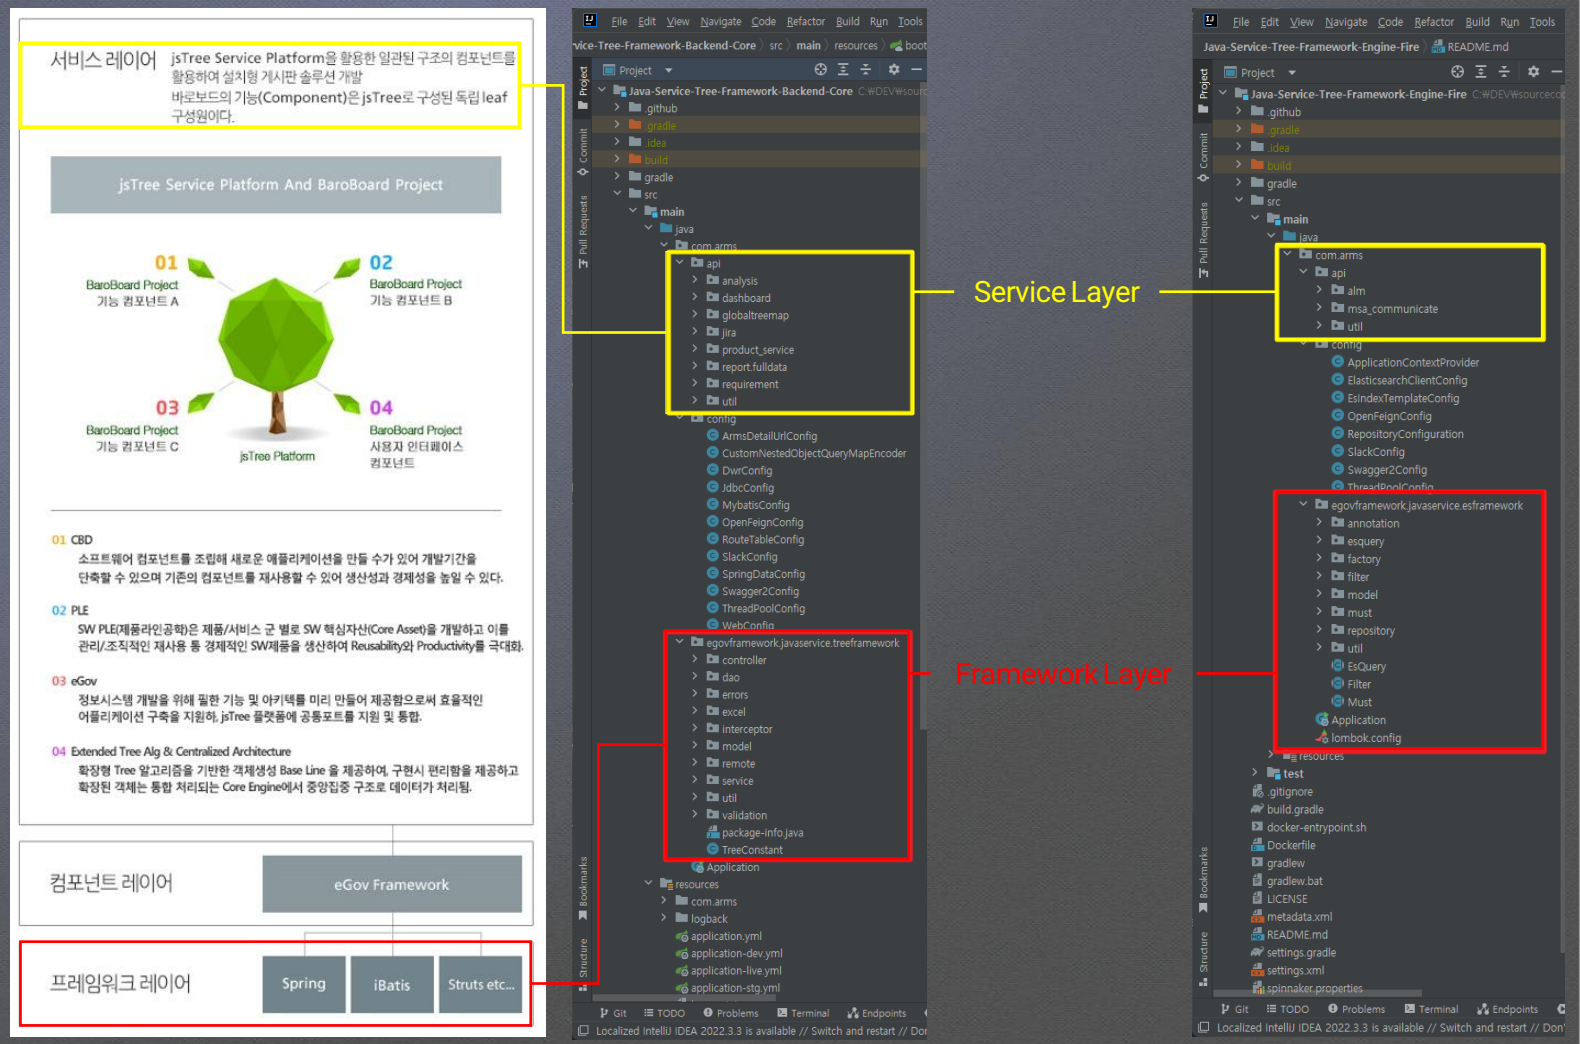 서비스 레이어
jsTree Service Platform을 활용한 일관된 구조의 컴포넌트를
활용하여 설치형 게시판 솔루션 개발
바로보드의 기능(Component)은 jsTree로 구성된 독립 leaf
구성원이다.
jsTree Service Platform And BaroBoard Project
01
BaroBoard Project
기능 컴포넌트 A
02
BaroBoard Project
기능 컴포넌트 B
03
BaroBoard Project
기능 컴포넌트 C
04
BaroBoard Project
사용자 인터페이스
컴포넌트
jsTree Platform
01 CBD
소프트웨어 컴포넌트를 조립해 새로운 애플리케이션을 만들 수가 있어 개발기간을
단축할 수 있으며 기존의 컴포넌트를 재사용할 수 있어 생산성과 경제성을 높일 수 있다.
02 PLE
SW PLE(제품라인공학)은 제품/서비스 군 별로 SW 핵심자산(Core Asset)을 개발하고 이를
관리/조직적인 재사용 통 경제적인 SW제품을 생산하여 Reusability와 Productivity를 극대화.
03 eGov
정보시스템 개발을 위해 필한 기능 및 아키텍를 미리 만들어 제공함으로써 효율적인
어플리케이션 구축을 지원하, jsTree 플랫폼에 공통포트를 지원 및 통합.
04 Extended Tree Alg & Centralized Architecture
확장형 Tree 알고리즘을 기반한 객체생성 Base Line 을 제공하여, 구현시 편리함을 제공하고
확장된 객체는 통합 처리되는 Core Engine에서 중앙집중 구조로 데이터가 처리됨.
컴포넌트 레이어
eGov Framework
프레임워크 레이어
Spring
iBatis
Struts etc...
File Edit View Navigate Code Refactor Build Run Tools
vice-Tree-Framework-Backend-Core src main resources boot
Project
Project
Commit
Pull Requests
Bookmarks
Structure
Java-Service-Tree-Framework-Backend-Core C:₩DEV₩sourc
.github
.gradle
.idea
build
gradle
src
main
java
com.arms
api
analysis
dashboard
globaltreemap
jira
product_service
report.fulldata
requirement
util
config
ArmsDetailUrlConfig
CustomNestedObjectQueryMapEncoder
DwrConfig
JdbcConfig
MybatisConfig
OpenFeignConfig
RouteTableConfig
SlackConfig
SpringDataConfig
Swagger2Config
ThreadPoolConfig
WebConfig
egovframework.javaservice.treeframework
controller
dao
errors
excel
interceptor
model
remote
service
util
validation
package-info.java
TreeConstant
Application
resources
com.arms
logback
application.yml
application-dev.yml
application-live.yml
application-stg.yml
Git TODO Problems Terminal Endpoints
Localized IntelliJ IDEA 2022.3.3 is available // Switch and restart // Don
Service Layer
Framework Layer
File Edit View Navigate Code Refactor Build Run Tools
Java-Service-Tree-Framework-Engine-Fire README.md
Project
Project
Commit
Pull Requests
Bookmarks
Structure
Java-Service-Tree-Framework-Engine-Fire C:₩DEV₩sourcecoc
.github
.gradle
.idea
build
gradle
src
main
java
com.arms
api
alm
msa_communicate
util
config
ApplicationContextProvider
ElasticsearchClientConfig
EsIndexTemplateConfig
OpenFeignConfig
RepositoryConfiguration
SlackConfig
Swagger2Config
ThreadPoolConfig
egovframework.javaservice.esframework
annotation
esquery
factory
filter
model
must
repository
util
EsQuery
Filter
Must
Application
lombok.config
resources
test
.gitignore
build.gradle
docker-entrypoint.sh
Dockerfile
gradlew
gradlew.bat
LICENSE
metadata.xml
README.md
settings.gradle
settings.xml
spinnaker.properties
Git TODO Problems Terminal Endpoints
Localized IntelliJ IDEA 2022.3.3 is available // Switch and restart // Don'